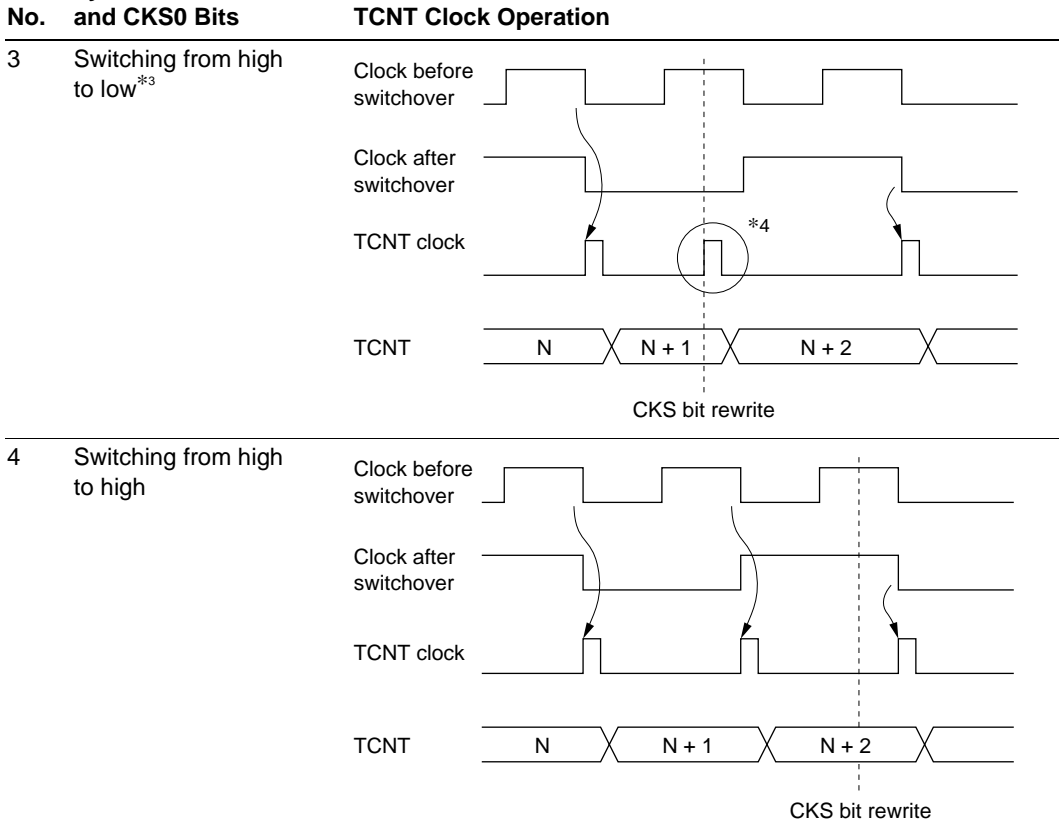 No. and CKS0 Bits TCNT Clock Operation
3 Switching from high
to low*3
Clock before
switchover
Clock after
switchover
TCNT clock
*4
TCNT N N + 1 N + 2
CKS bit rewrite
4 Switching from high
to high
Clock before
switchover
Clock after
switchover
TCNT clock
TCNT N N + 1 N + 2
CKS bit rewrite